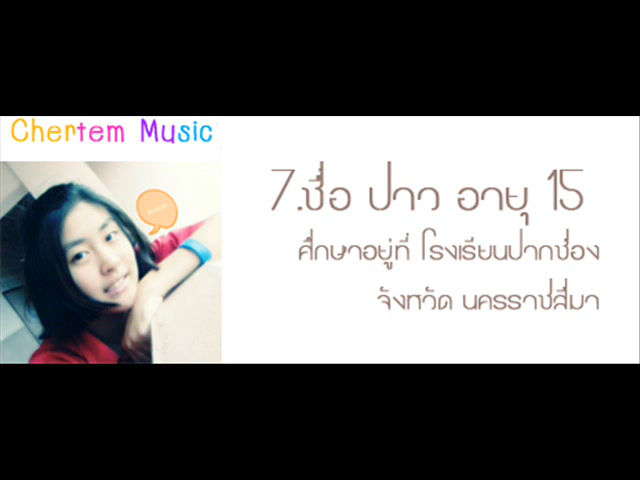 Chertem Music
7.ชื่อ ปาว อายุ 15
ศึกษาอยู่ที่ โรงเรียนปากช่อง
จังหวัด นครราชสีมา